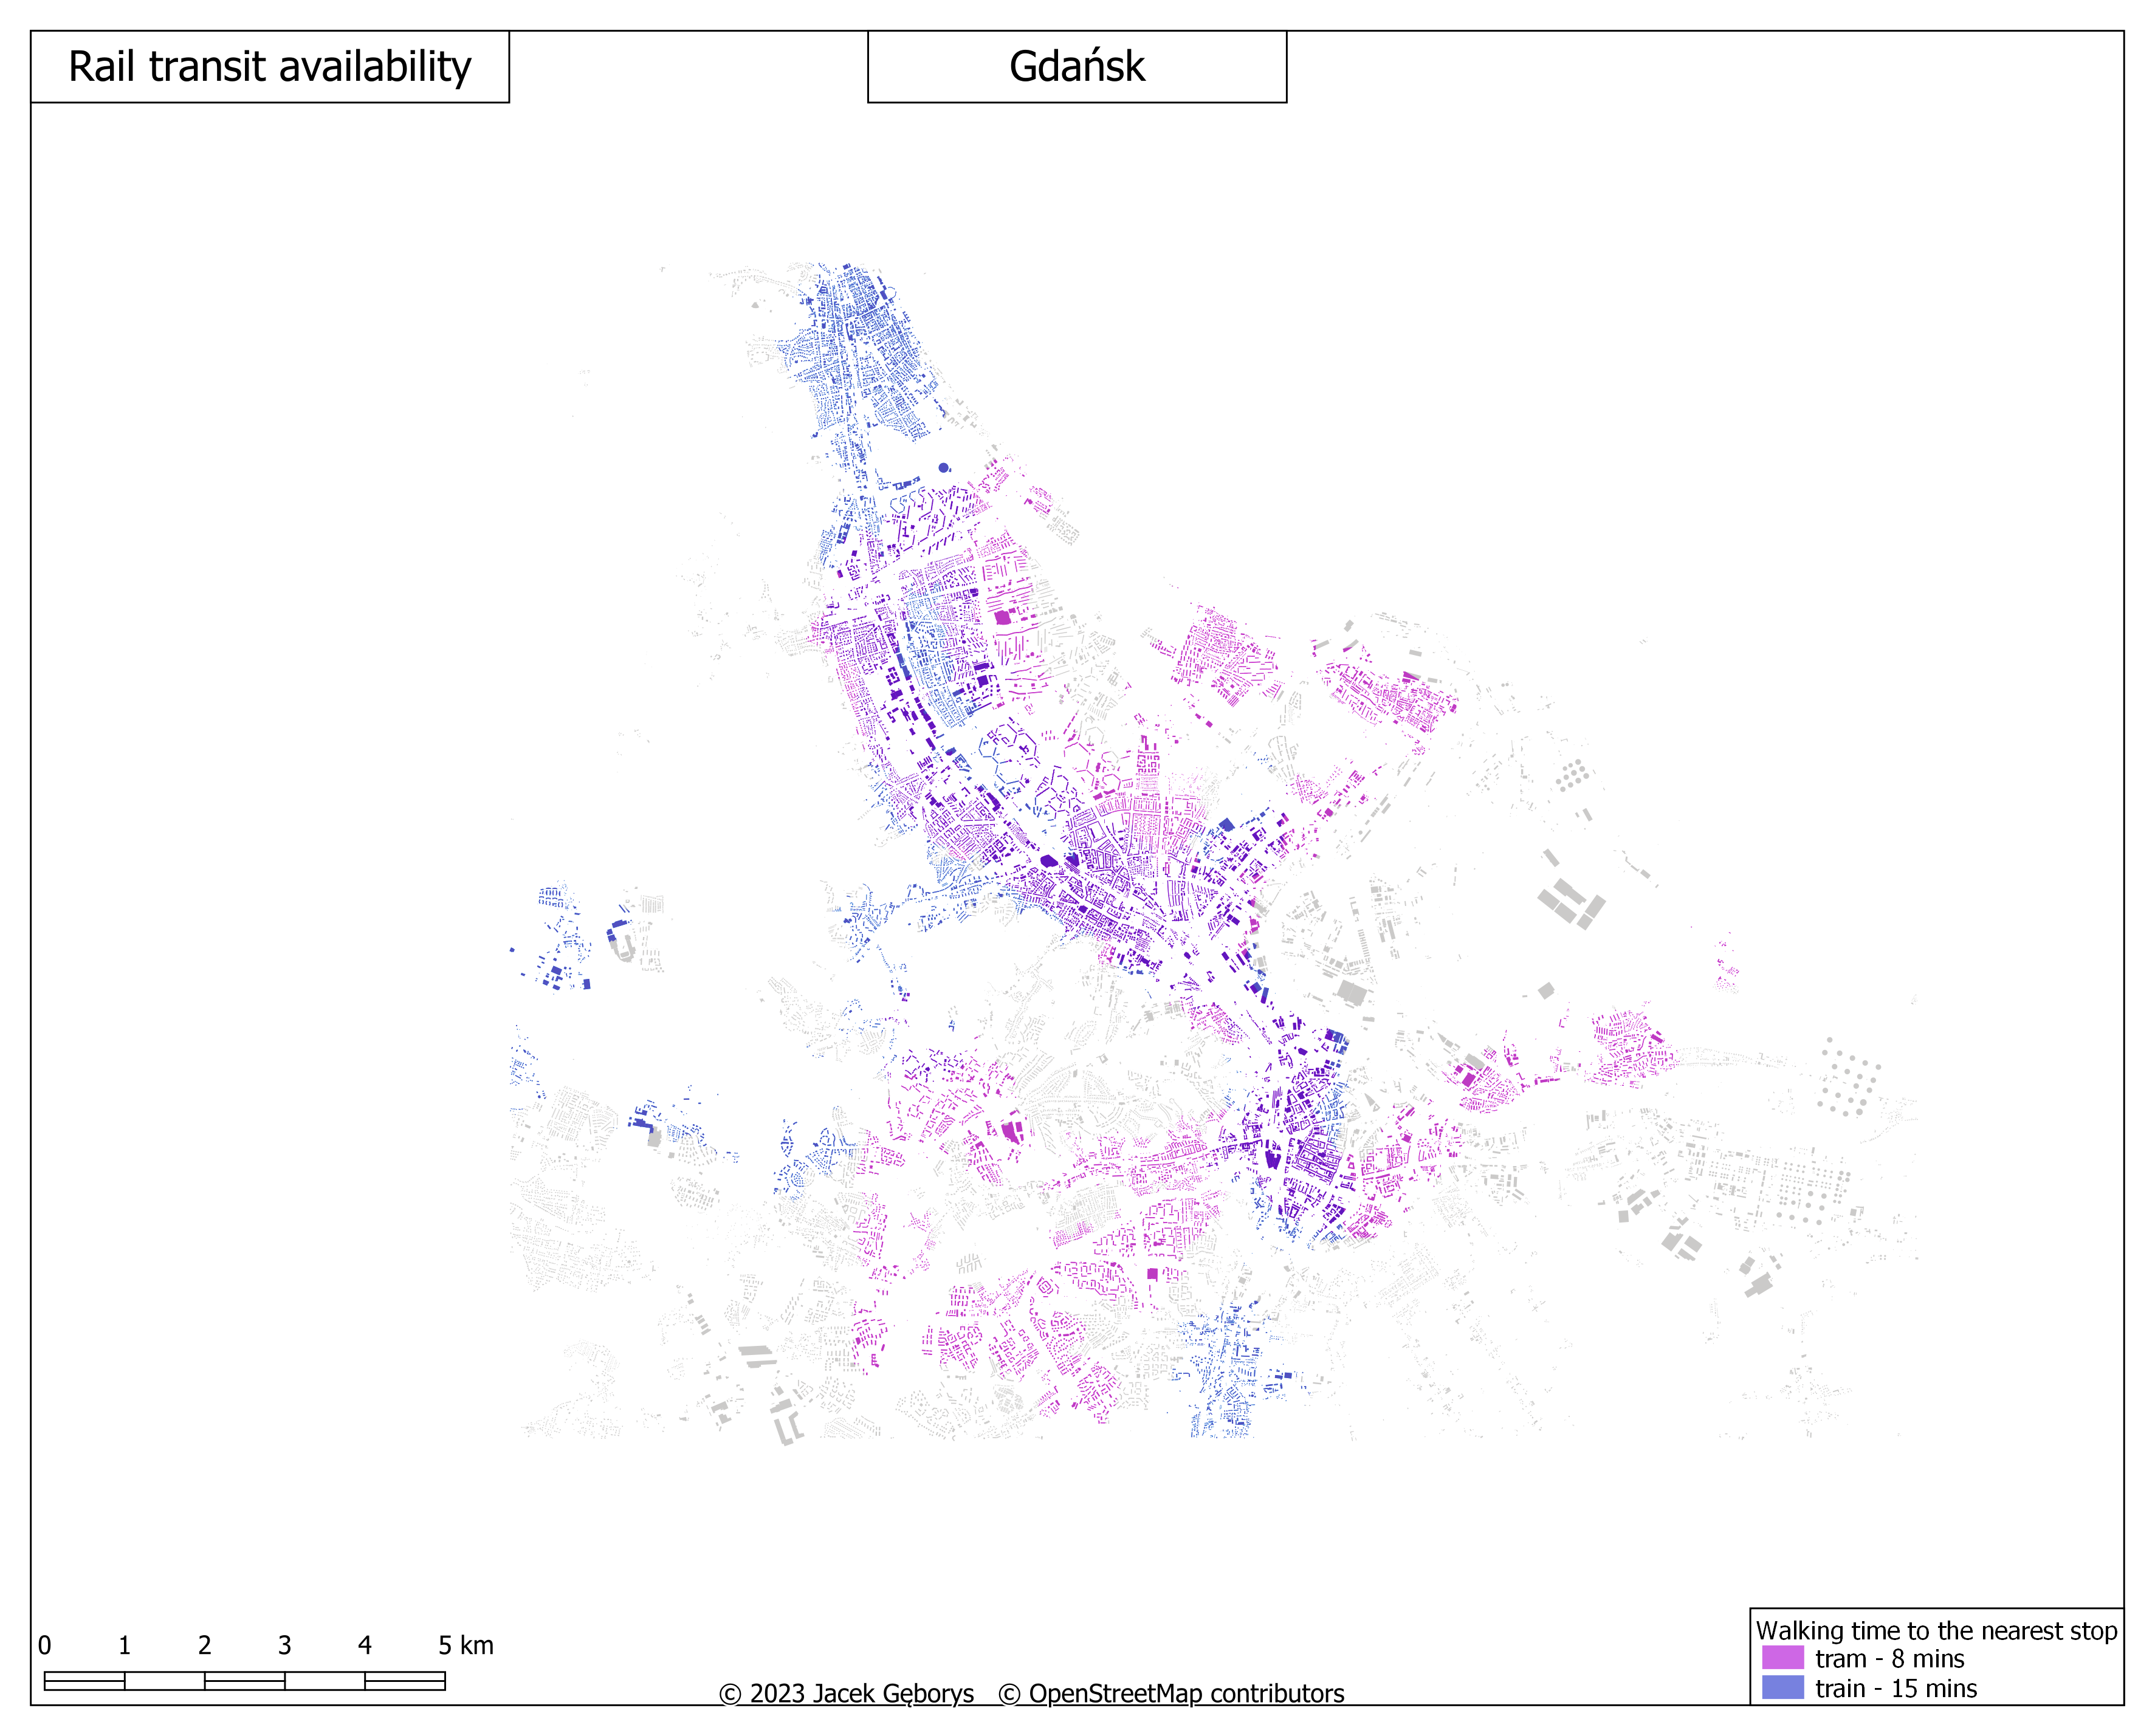 Rail transit availability
Gdańsk
0 1 2 3 4 5 km
© 2023 Jacek Gęborys © OpenStreetMap contributors
Walking time to the nearest stop
tram - 8 mins
train - 15 mins